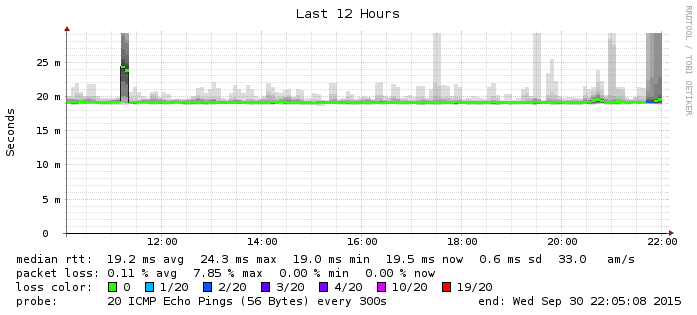 Last 12 Hours
RRDTOOL / TOBI OETIKER
Seconds
25 m
20 m
15 m
10 m
5 m
0
12:00 14:00 16:00 18:00 20:00 22:00
median rtt: 19.2 ms avg 24.3 ms max 19.0 ms min 19.5 ms now 0.6 ms sd 33.0 am/s
packet loss: 0.11 % avg 7.85 % max 0.00 % min 0.00 % now
loss color: 0 1/20 2/20 3/20 4/20 10/20 19/20
probe: 20 ICMP Echo Pings (56 Bytes) every 300s end: Wed Sep 30 22:05:08 2015